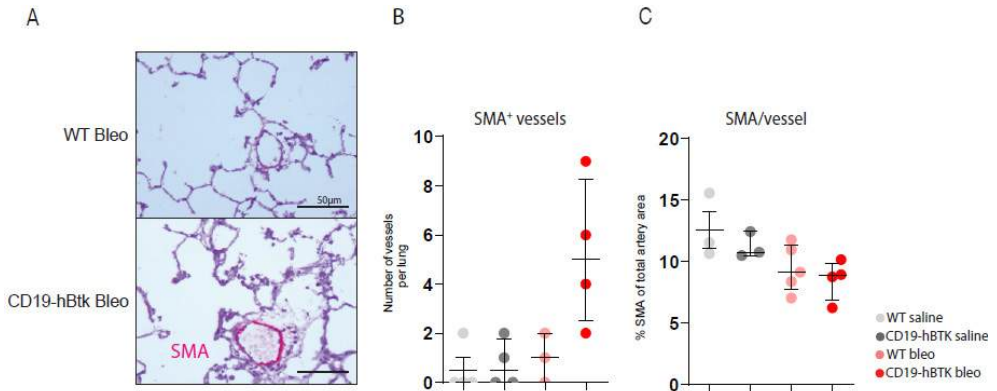 A
WT Bleo
50µm
CD19-hBtk Bleo
SMA
B
SMA⁺ vessels
Number of vessels
per lung
10
8
6
4
2
0
C
SMA/vessel
% SMA of total artery area
20
15
10
5
0
WT saline
CD19-hBTK saline
WT bleo
CD19-hBTK bleo